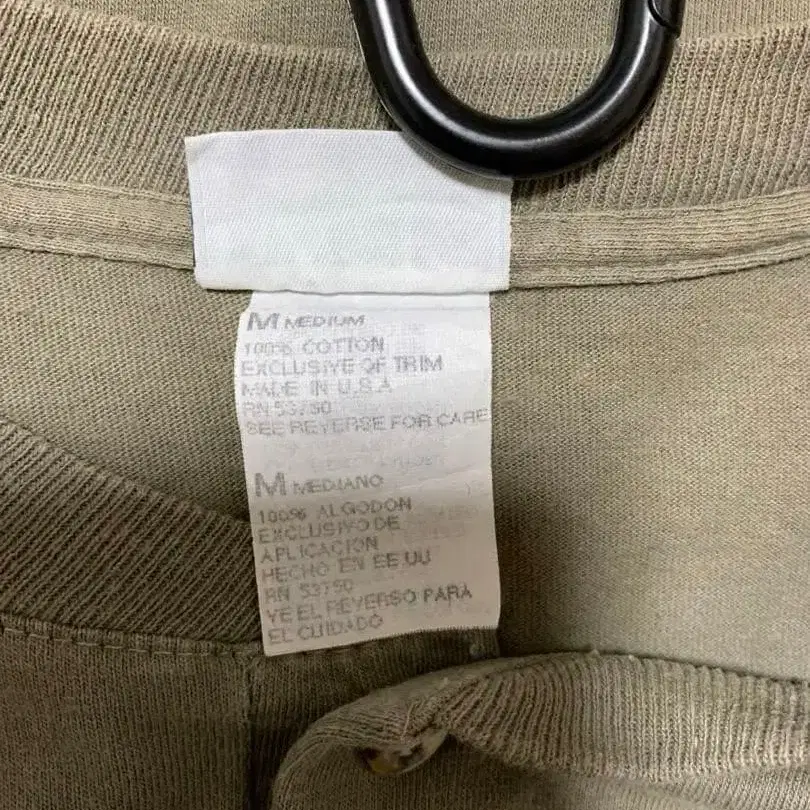 M MEDIUM
100% COTTON
EXCLUSIVE OF TRIM
MADE IN U.S.A
RN 53750
SEE REVERSE FOR CARE
M MEDIANO
100% ALGODON
EXCLUSIVO DE
APLICACION
HECHO EN EE UU
RN 53750
VE EL REVERSO PARA
EL CUIDADO